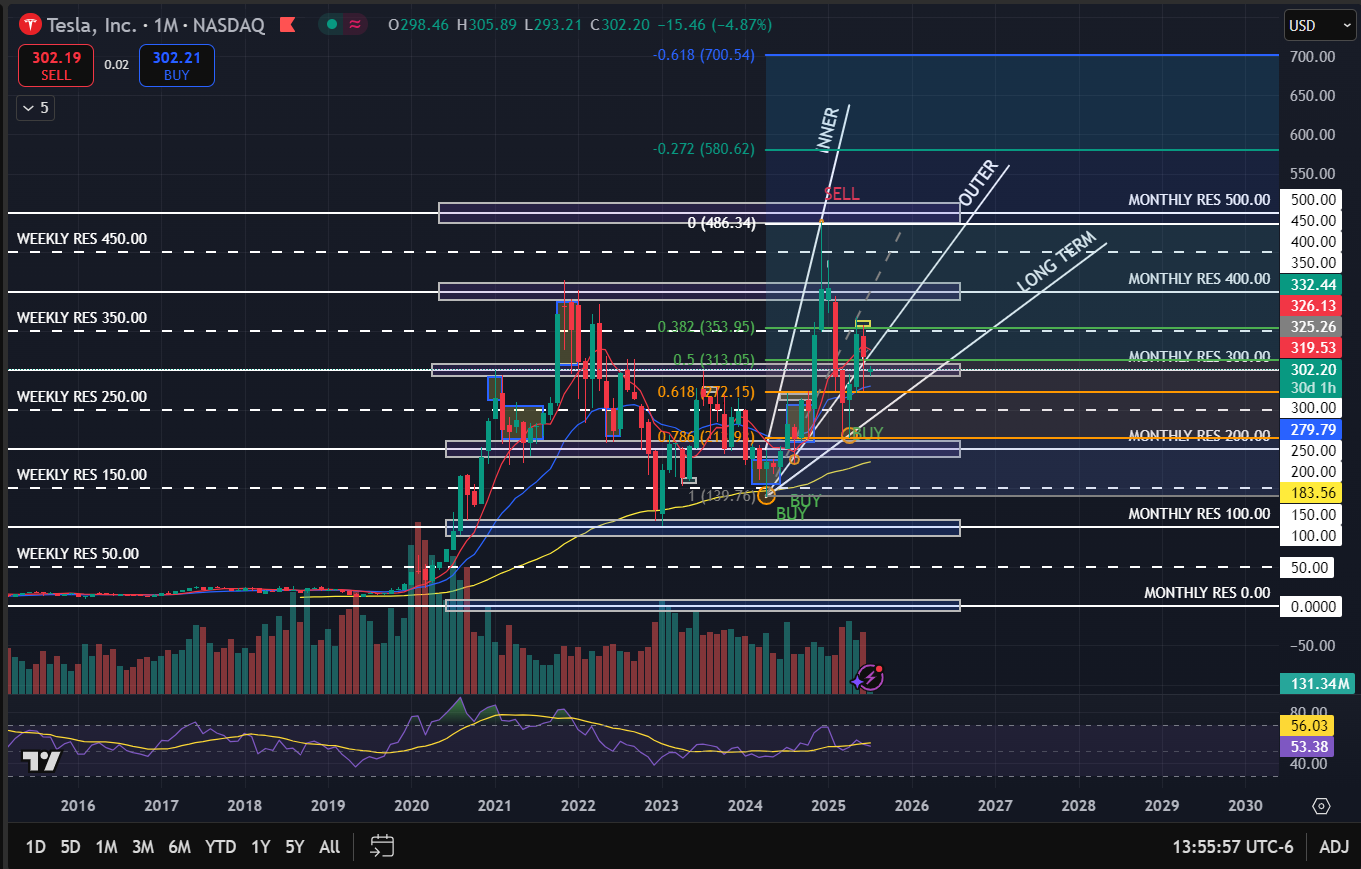 Tesla, Inc. · 1M · NASDAQ O298.46 H305.89 L293.21 C302.20 −15.46 (−4.87%)
USD
302.19 SELL
0.02
302.21 BUY
5
-0.618 (700.54)
-0.272 (580.62)
0 (486.34)
0.382 (353.95)
0.5 (313.05)
0.618 (272.15)
1 (139.76)
INNER
OUTER
LONG TERM
SELL
BUY
BUY
BUY
WEEKLY RES 450.00
WEEKLY RES 350.00
WEEKLY RES 250.00
WEEKLY RES 150.00
WEEKLY RES 50.00
MONTHLY RES 500.00
MONTHLY RES 400.00
MONTHLY RES 300.00
MONTHLY RES 200.00
MONTHLY RES 100.00
MONTHLY RES 0.00
700.00
650.00
600.00
550.00
500.00
450.00
400.00
350.00
332.44
326.13
325.26
319.53
302.20
30d 1h
300.00
279.79
250.00
200.00
183.56
150.00
100.00
50.00
0.0000
−50.00
131.34M
80.00
56.03
53.38
40.00
2016 2017 2018 2019 2020 2021 2022 2023 2024 2025 2026 2027 2028 2029 2030
1D 5D 1M 3M 6M YTD 1Y 5Y All 13:55:57 UTC-6 ADJ